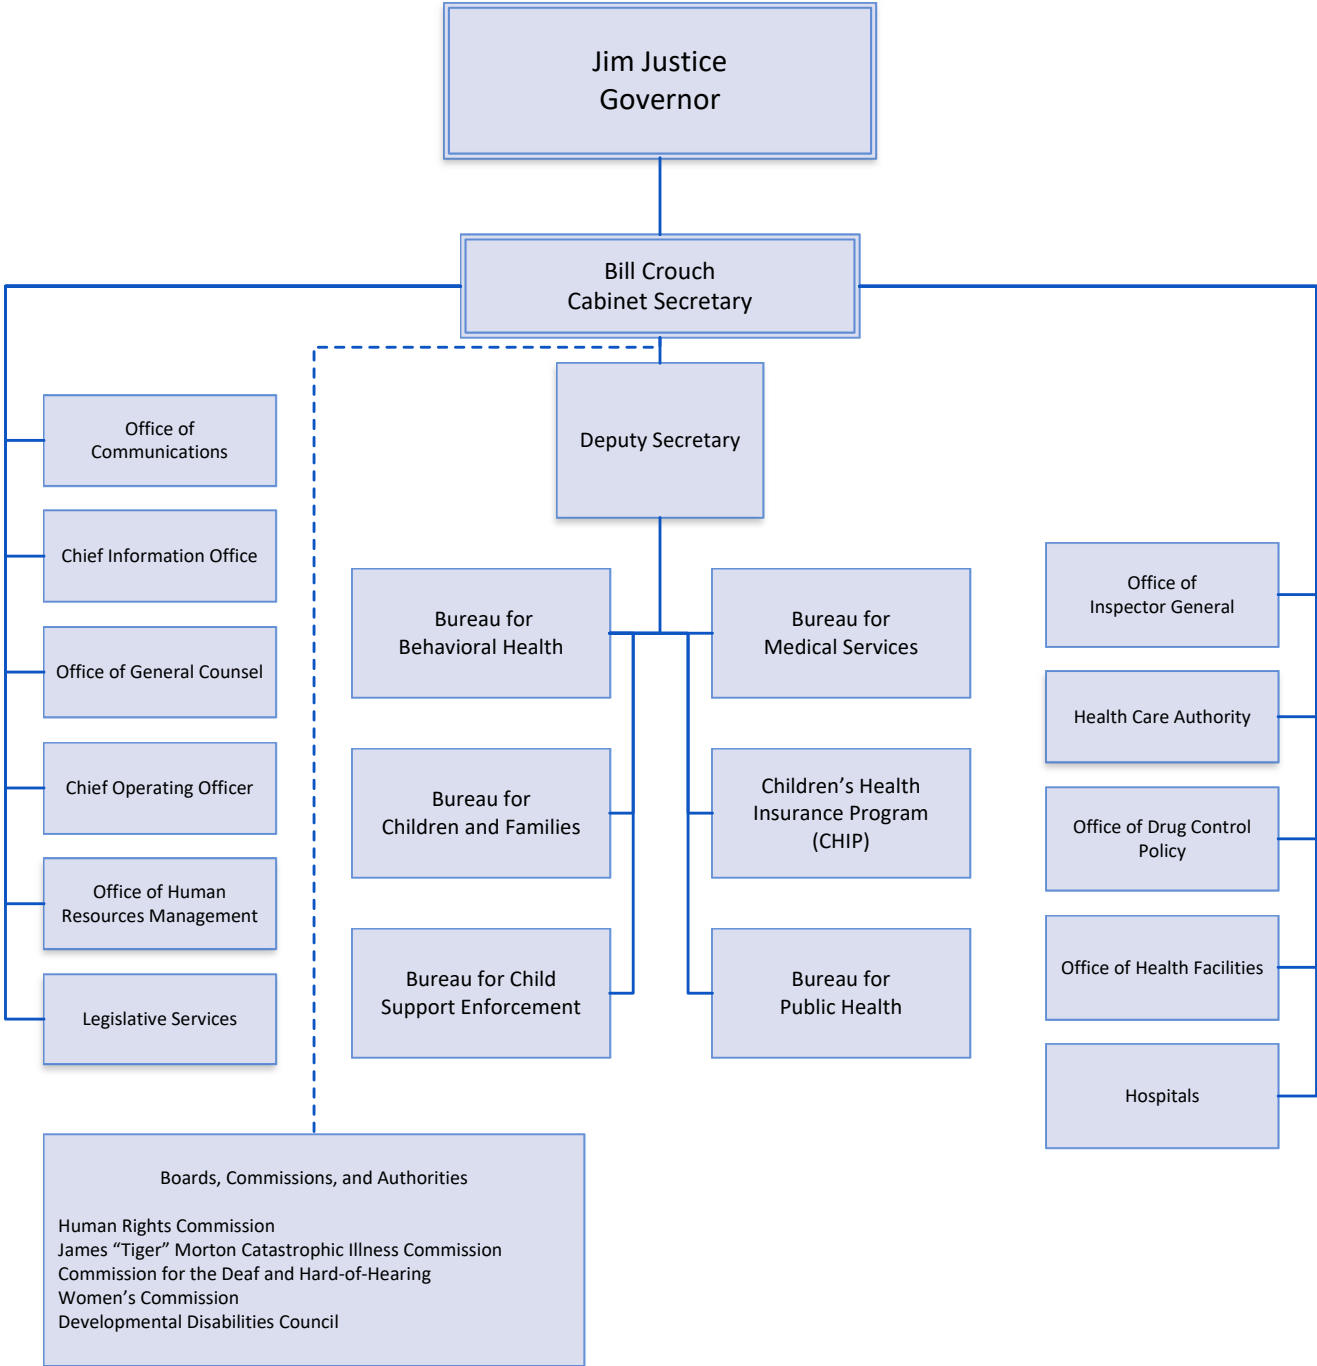 Jim Justice
Governor
Bill Crouch
Cabinet Secretary
Deputy Secretary
Office of
Communications
Chief Information Office
Office of General Counsel
Chief Operating Officer
Office of Human
Resources Management
Legislative Services
Bureau for
Behavioral Health
Bureau for
Children and Families
Bureau for Child
Support Enforcement
Bureau for
Medical Services
Children’s Health
Insurance Program
(CHIP)
Bureau for
Public Health
Office of
Inspector General
Health Care Authority
Office of Drug Control
Policy
Office of Health Facilities
Hospitals
Boards, Commissions, and Authorities
Human Rights Commission
James “Tiger” Morton Catastrophic Illness Commission
Commission for the Deaf and Hard-of-Hearing
Women’s Commission
Developmental Disabilities Council